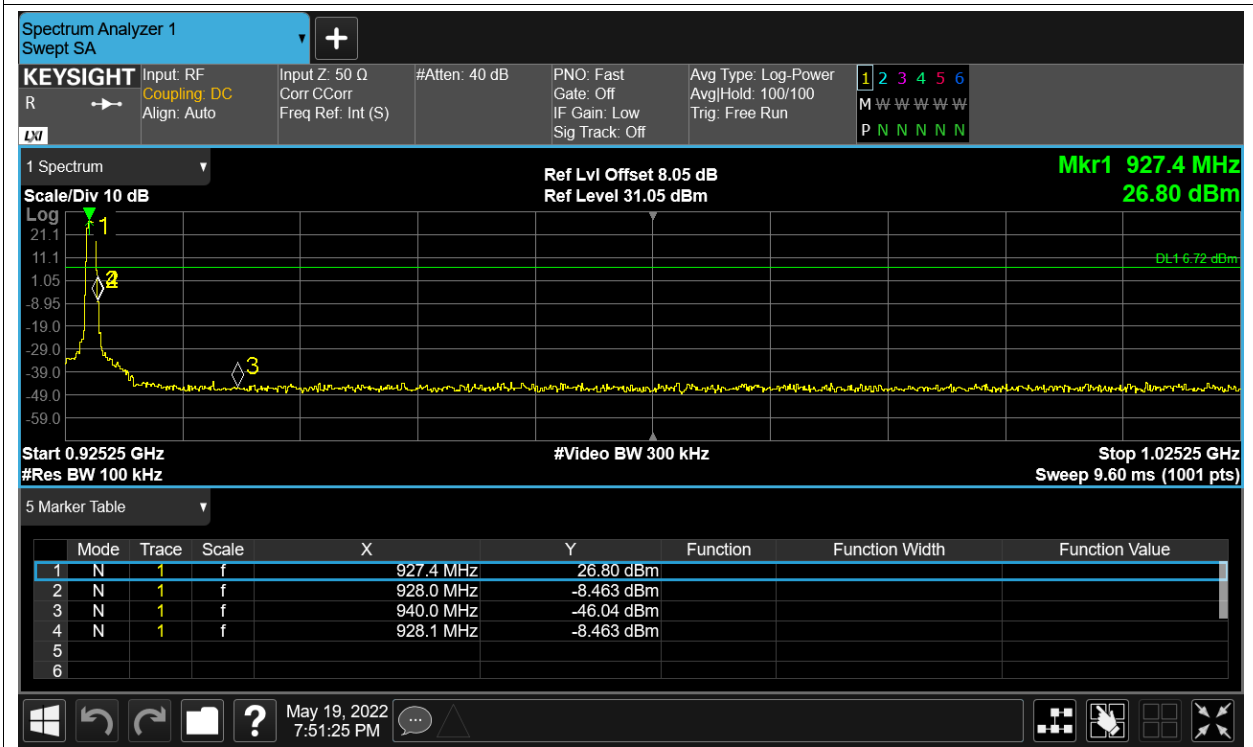 Spectrum Analyzer 1
Swept SA
KEYSIGHT Input: RF Input Z: 50 Ω #Atten: 40 dB PNO: Fast Avg Type: Log-Power 1 2 3 4 5 6
R Coupling: DC Corr CCorr Gate: Off Avg|Hold: 100/100 M W W W W W
Align: Auto Freq Ref: Int (S) IF Gain: Low Trig: Free Run
LXI Sig Track: Off P N N N N N
1 Spectrum Ref Lvl Offset 8.05 dB Mkr1 927.4 MHz
Scale/Div 10 dB Ref Level 31.05 dBm 26.80 dBm
Log
1
21.1
11.1 DL1 6.72 dBm
1.05
-8.95
-19.0
-29.0
3
-39.0
-49.0
-59.0
Start 0.92525 GHz #Video BW 300 kHz Stop 1.02525 GHz
#Res BW 100 kHz Sweep 9.60 ms (1001 pts)
5 Marker Table
Mode Trace Scale X Y Function Function Width Function Value
1 N 1 f 927.4 MHz 26.80 dBm
2 N 1 f 928.0 MHz -8.463 dBm
3 N 1 f 940.0 MHz -46.04 dBm
4 N 1 f 928.1 MHz -8.463 dBm
5
6
? May 19, 2022
7:51:25 PM